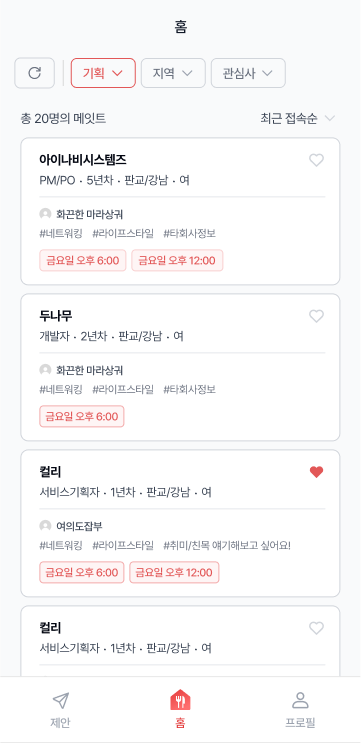 홈
기획 지역 관심사
총 20명의 메잇트 최근 접속순
아이나비시스템즈
PM/PO · 5년차 · 판교/강남 · 여
화끈한 마라샹궈
#네트워킹 #라이프스타일 #타회사정보
금요일 오후 6:00 금요일 오후 12:00
두나무
개발자 · 2년차 · 판교/강남 · 여
화끈한 마라샹궈
#네트워킹 #라이프스타일 #타회사정보
금요일 오후 6:00
컬리
서비스기획자 · 1년차 · 판교/강남 · 여
여의도잡부
#네트워킹 #라이프스타일 #취미/친목 얘기해보고 싶어요!
금요일 오후 6:00 금요일 오후 12:00
컬리
서비스기획자 · 1년차 · 판교/강남 · 여
제안 홈 프로필